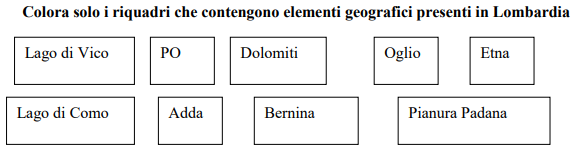 Colora solo i riquadri che contengono elementi geografici presenti in Lombardia
Lago di Vico PO Dolomiti Oglio Etna
Lago di Como Adda Bernina Pianura Padana